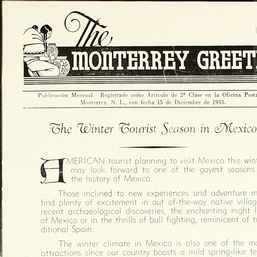 The
MONTERREY GREET
Publicación Mensual. Registrado como Artículo de 2ª Clase en la Oficina Posta
Monterrey, N. L., con fecha 15 de Diciembre de 1933.
The Winter Tourist Season in Mexico
AMERICAN tourist planning to visit Mexico this wint
may look forward to one of the gayest seasons
the history of Mexico.
Those inclined to new experiences and adventure m
find plenty of excitement in out of-the-way native villag
recent archaeological discoveries, the enchanting night l
of Mexico or in the thrills of bull fighting, reminiscent of t
ditional Spain.
The winter climate in Mexico is also one of the ma
attractions since our country boasts a mild spring-like te